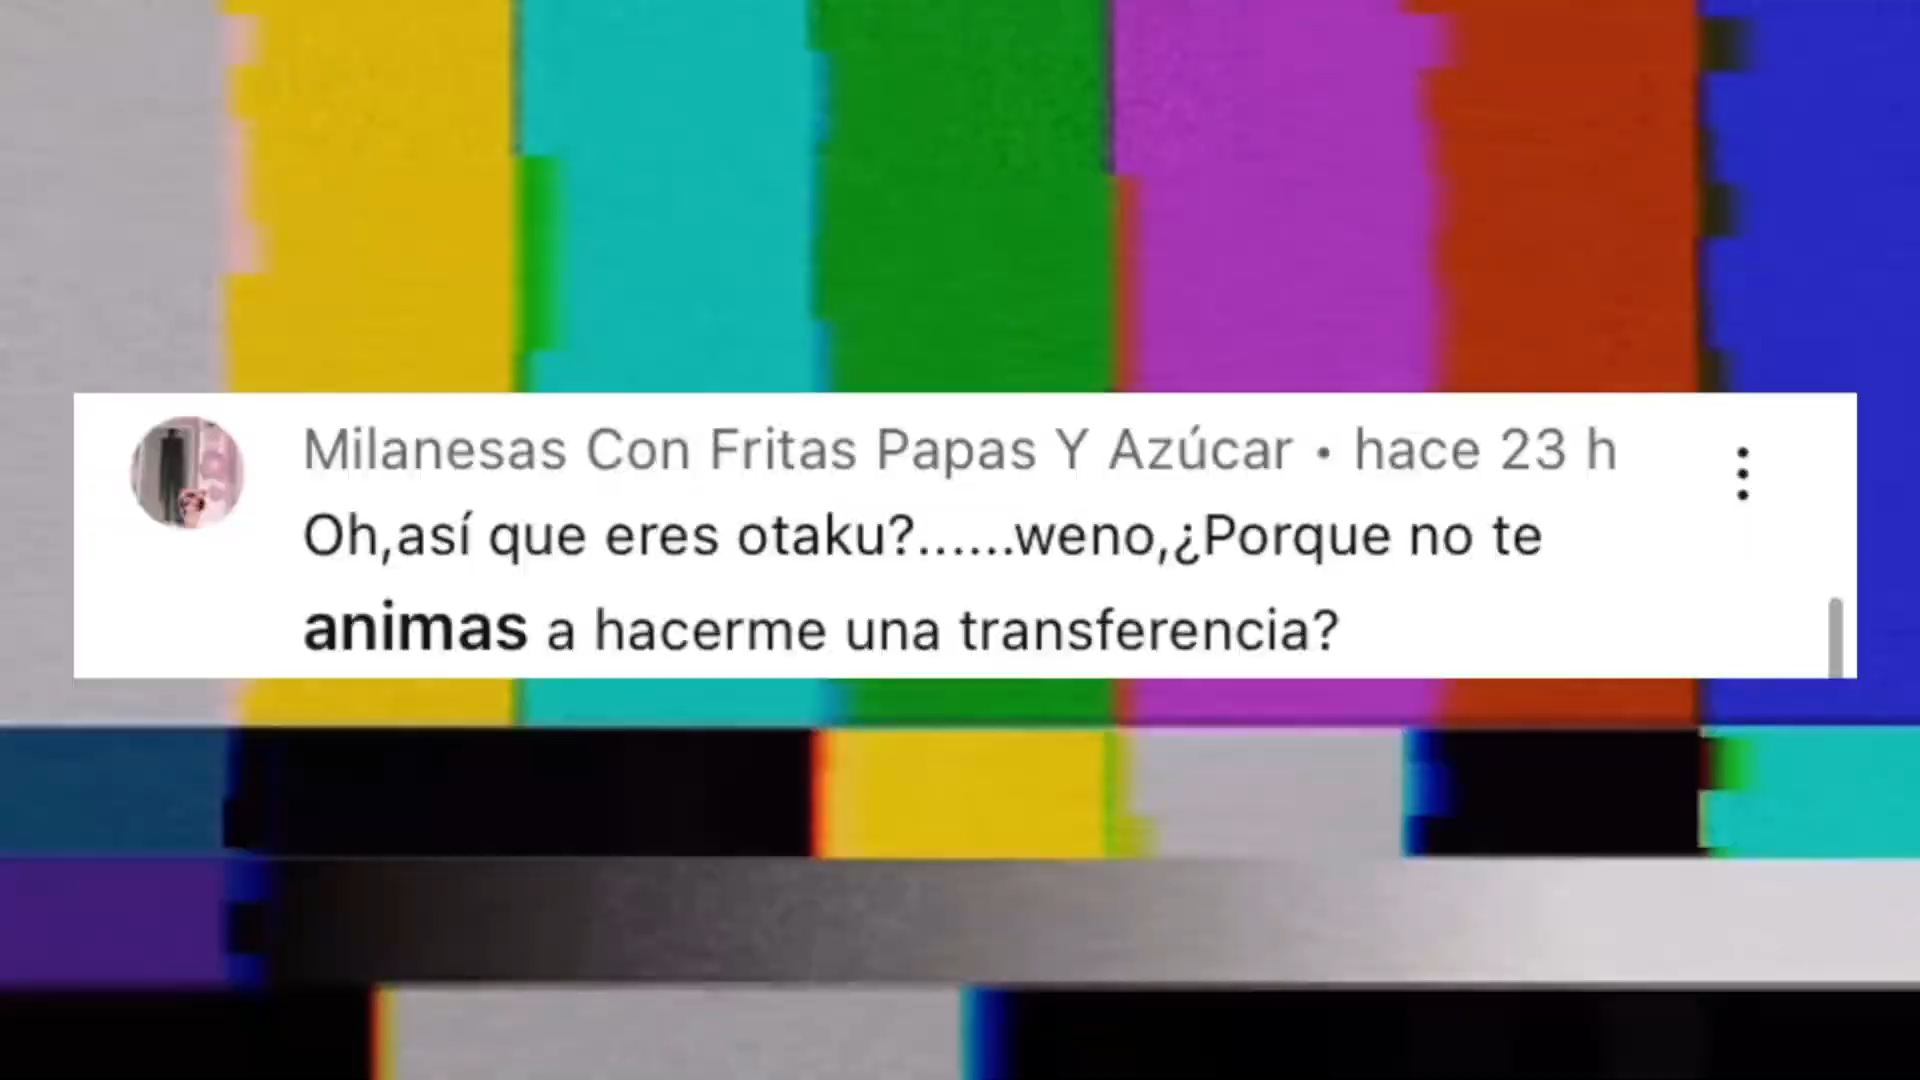 Milanesas Con Fritas Papas Y Azúcar • hace 23 h
Oh,así que eres otaku?......weno,¿Porque no te
animas a hacerme una transferencia?